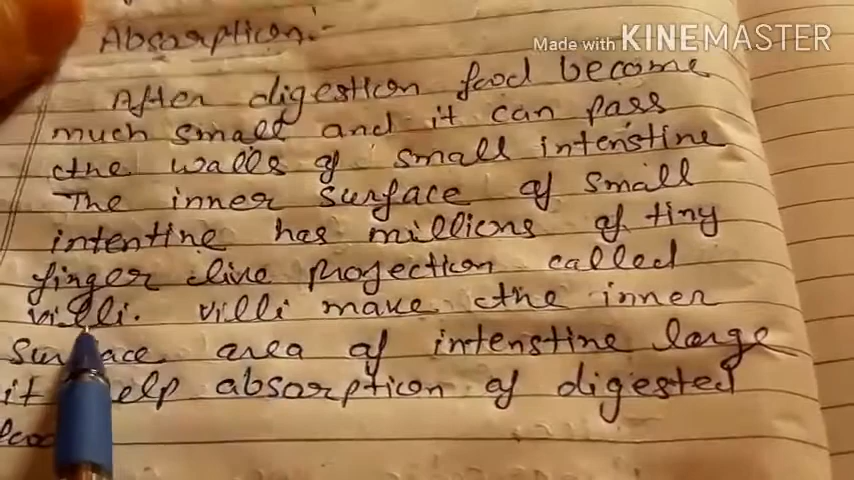 Absorption:-
Made with KINEMASTER
After digestion food become
much small and it can pass
the walls of small intenstine
The inner surface of small
intentine has millions of tiny
finger like projection called
villi. villi make the inner
Surface area of intenstine large
it help absorption of digested